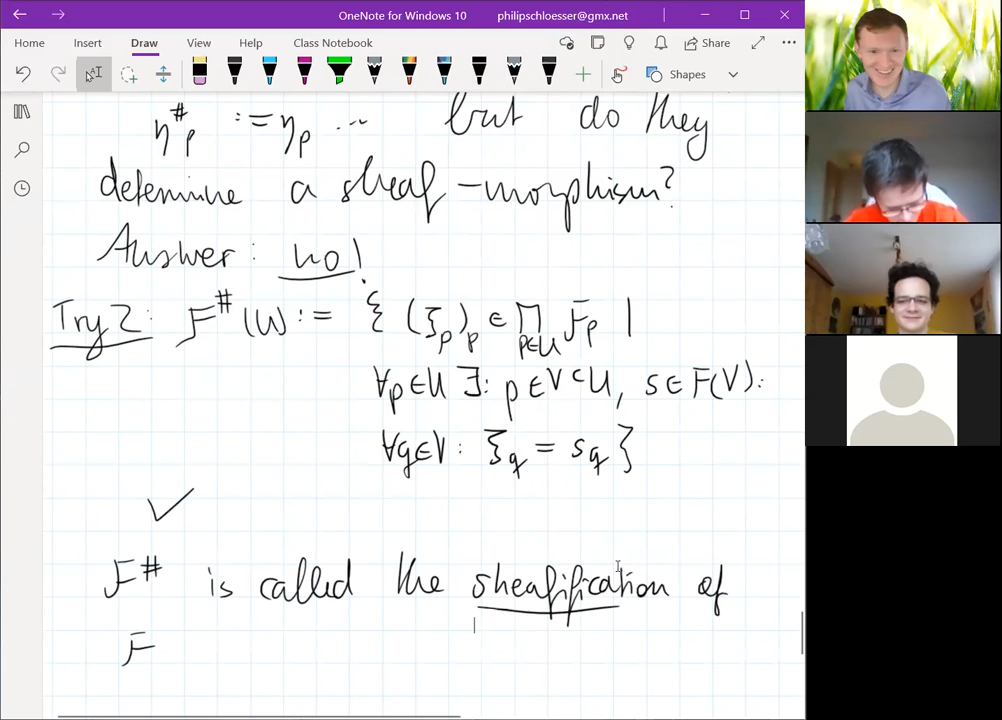 OneNote for Windows 10 philipschloesser@gmx.net
Home Insert Draw View Help Class Notebook Share
Shapes
η#p := ηp ... but do they
detemine a sheaf-morphism?
Answer: no!
Try 2: F#(U) := { (ξp)p ∈ ∏p∈U Fp |
∀p∈U ∃: p∈V⊂U, s∈F(V):
∀q∈V: ξq = sq }
✓
F# is called the sheafification of
F